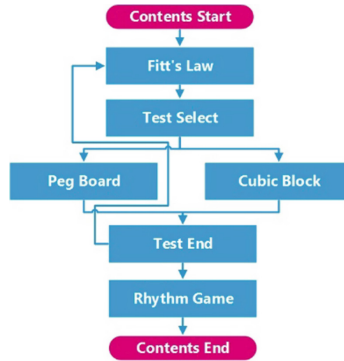 Contents Start
Fitt's Law
Test Select
Peg Board
Cubic Block
Test End
Rhythm Game
Contents End